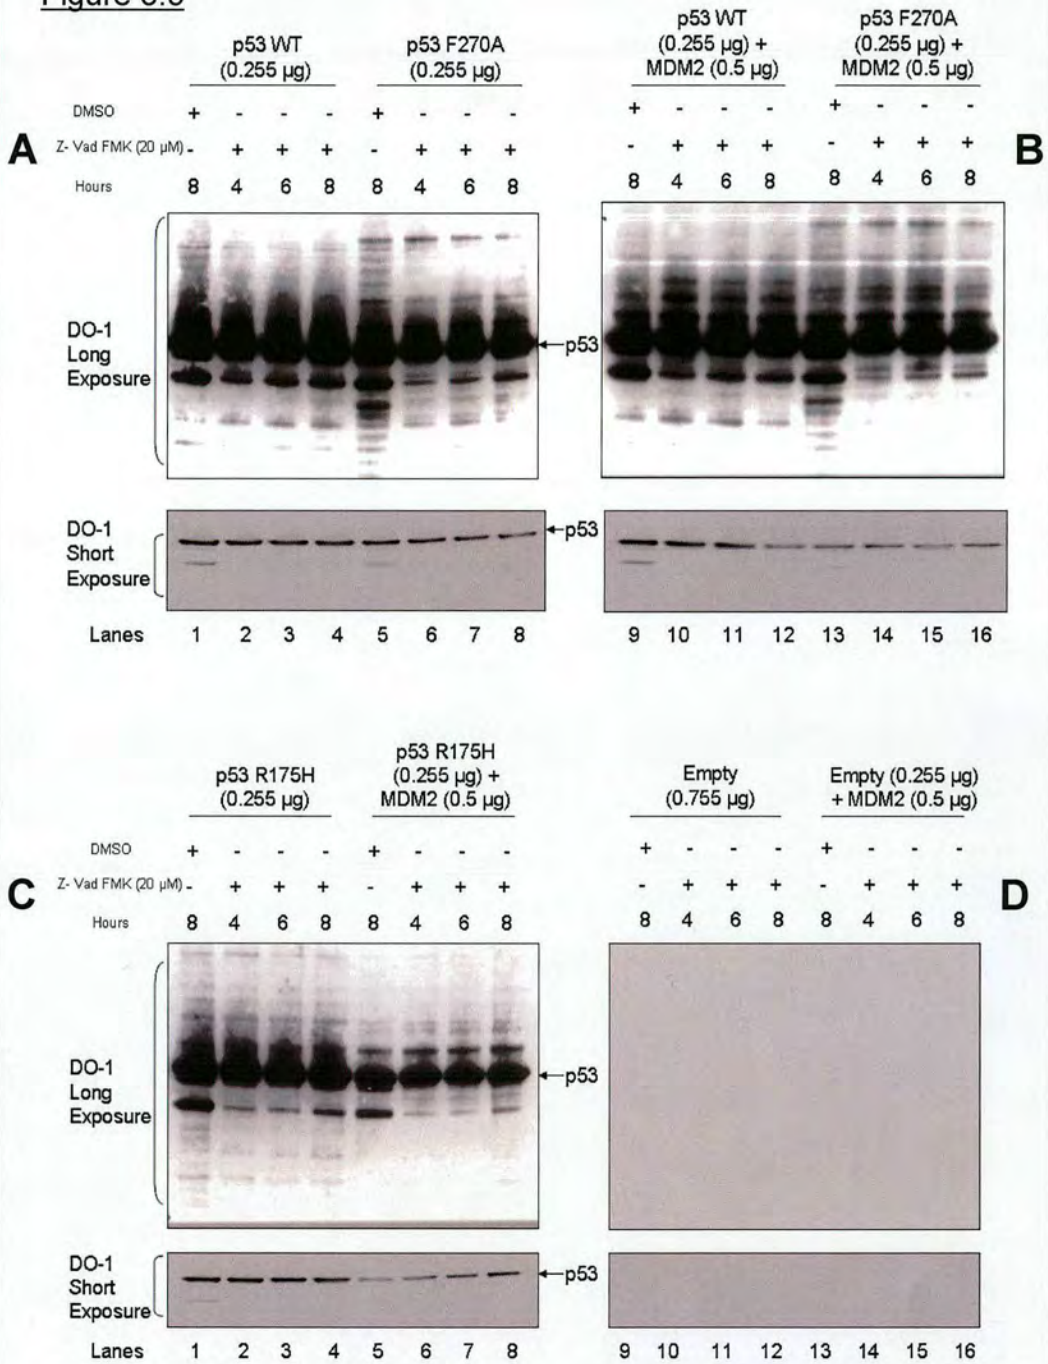 p53 WT
(0.255 µg)
p53 F270A
(0.255 µg)
DMSO + - - - + - - -
A Z- Vad FMK (20 µM) - + + + - + + +
Hours 8 4 6 8 8 4 6 8
DO-1
Long
Exposure
p53
DO-1
Short
Exposure
p53
Lanes 1 2 3 4 5 6 7 8
p53 WT
(0.255 µg) +
MDM2 (0.5 µg)
p53 F270A
(0.255 µg) +
MDM2 (0.5 µg)
+ - - - + - - -
- + + + - + + + B
8 4 6 8 8 4 6 8
9 10 11 12 13 14 15 16
p53 R175H
(0.255 µg)
p53 R175H
(0.255 µg) +
MDM2 (0.5 µg)
DMSO + - - - + - - -
C Z- Vad FMK (20 µM) - + + + - + + +
Hours 8 4 6 8 8 4 6 8
DO-1
Long
Exposure
p53
DO-1
Short
Exposure
p53
Lanes 1 2 3 4 5 6 7 8
Empty
(0.755 µg)
Empty (0.255 µg)
+ MDM2 (0.5 µg)
+ - - - + - - -
- + + + - + + + D
8 4 6 8 8 4 6 8
9 10 11 12 13 14 15 16